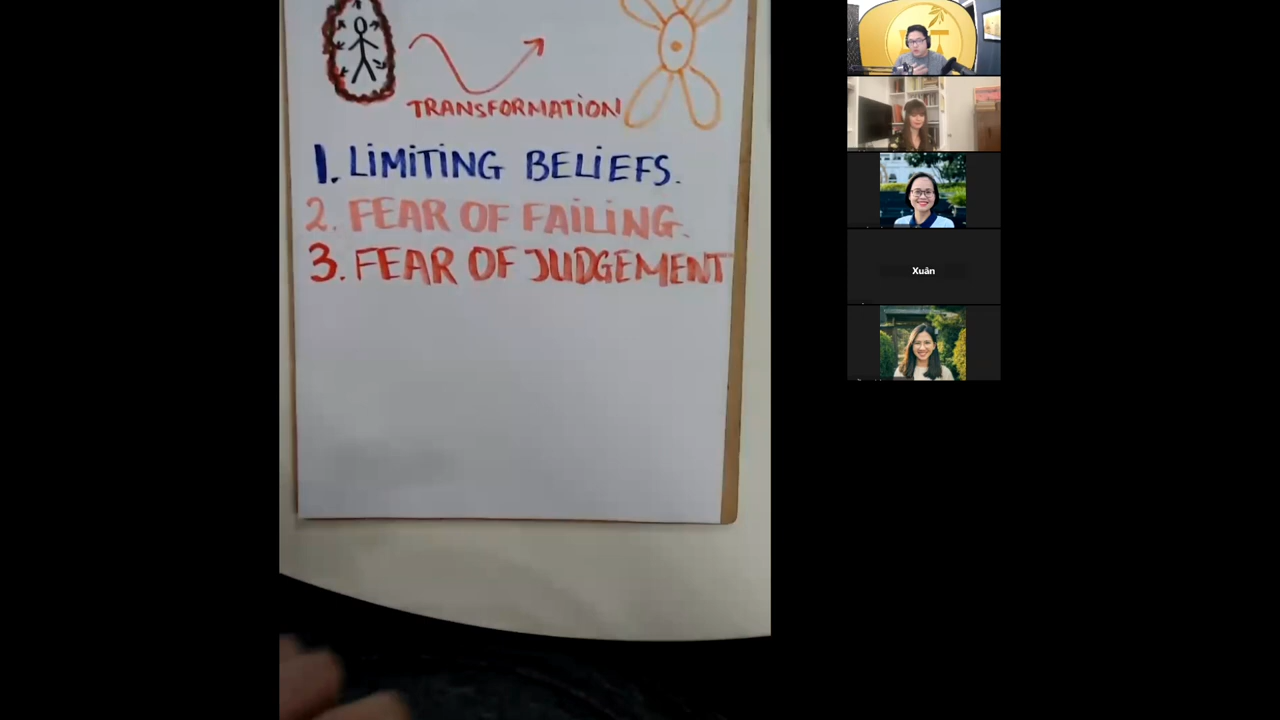 TRANSFORMATION
1. LIMITING BELIEFS.
2. FEAR OF FAILING.
3. FEAR OF JUDGEMENT
Xuân